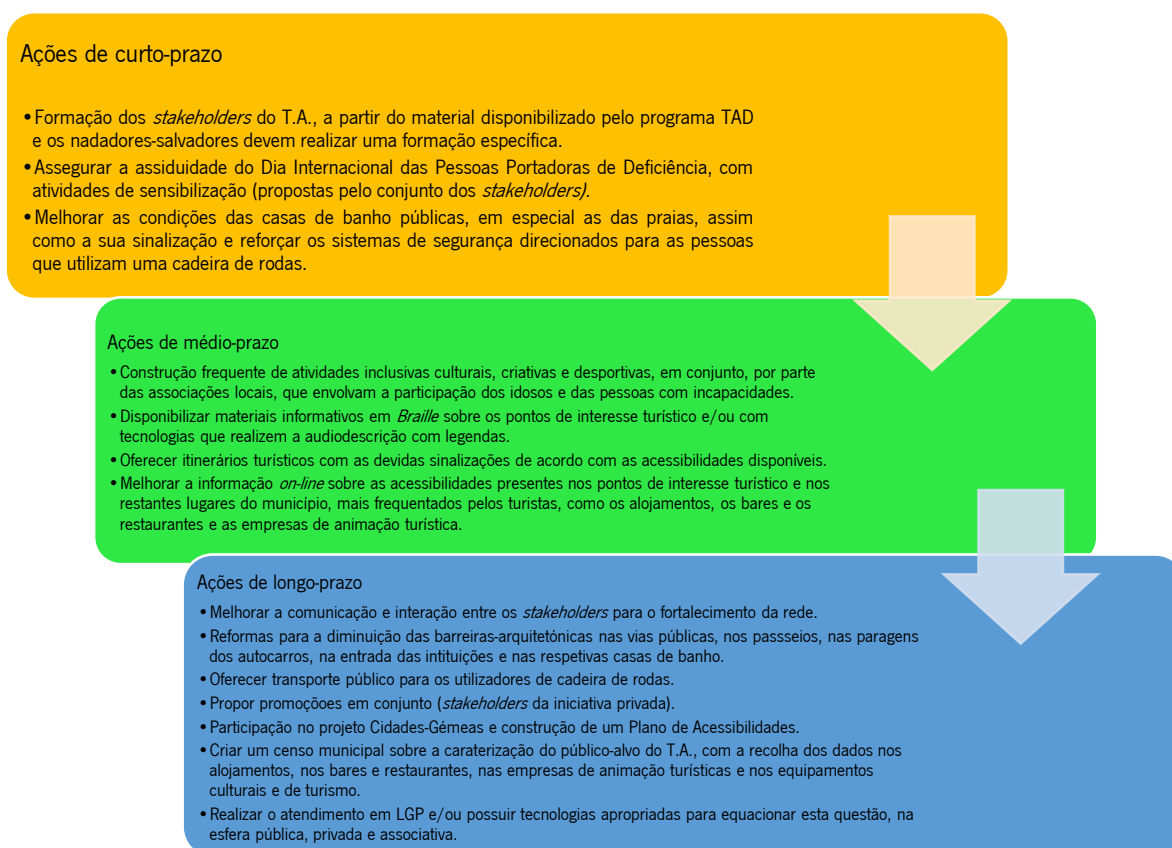 Ações de curto-prazo
•Formação dos stakeholders do T.A., a partir do material disponibilizado pelo programa TAD
e os nadadores-salvadores devem realizar uma formação específica.
•Assegurar a assiduidade do Dia Internacional das Pessoas Portadoras de Deficiência, com
atividades de sensibilização (propostas pelo conjunto dos stakeholders).
•Melhorar as condições das casas de banho públicas, em especial as das praias, assim
como a sua sinalização e reforçar os sistemas de segurança direcionados para as pessoas
que utilizam uma cadeira de rodas.
Ações de médio-prazo
•Construção frequente de atividades inclusivas culturais, criativas e desportivas, em conjunto, por parte
das associações locais, que envolvam a participação dos idosos e das pessoas com incapacidades.
•Disponibilizar materiais informativos em Braille sobre os pontos de interesse turístico e/ou com
tecnologias que realizem a audiodescrição com legendas.
•Oferecer itinerários turísticos com as devidas sinalizações de acordo com as acessibilidades disponíveis.
•Melhorar a informação on-line sobre as acessibilidades presentes nos pontos de interesse turístico e nos
restantes lugares do município, mais frequentados pelos turistas, como os alojamentos, os bares e os
restaurantes e as empresas de animação turística.
Ações de longo-prazo
•Melhorar a comunicação e interação entre os stakeholders para o fortalecimento da rede.
•Reformas para a diminuição das barreiras-arquitetónicas nas vias públicas, nos passseios, nas paragens
dos autocarros, na entrada das intituições e nas respetivas casas de banho.
•Oferecer transporte público para os utilizadores de cadeira de rodas.
•Propor promoçõoes em conjunto (stakeholders da iniciativa privada).
•Participação no projeto Cidades-Gémeas e construção de um Plano de Acessibilidades.
•Criar um censo municipal sobre a caraterização do público-alvo do T.A., com a recolha dos dados nos
alojamentos, nos bares e restaurantes, nas empresas de animação turísticas e nos equipamentos
culturais e de turismo.
•Realizar o atendimento em LGP e/ou possuir tecnologias apropriadas para equacionar esta questão, na
esfera pública, privada e associativa.